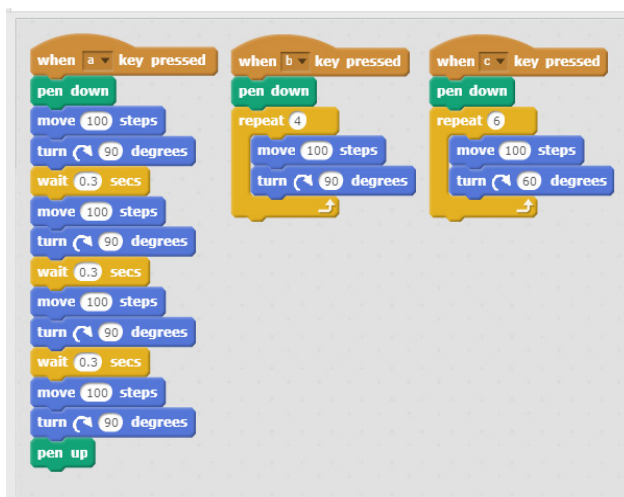 when a key pressed
pen down
move 100 steps
turn 90 degrees
wait 0.3 secs
move 100 steps
turn 90 degrees
wait 0.3 secs
move 100 steps
turn 90 degrees
wait 0.3 secs
move 100 steps
turn 90 degrees
pen up
when b key pressed
pen down
repeat 4
move 100 steps
turn 90 degrees
when c key pressed
pen down
repeat 6
move 100 steps
turn 60 degrees